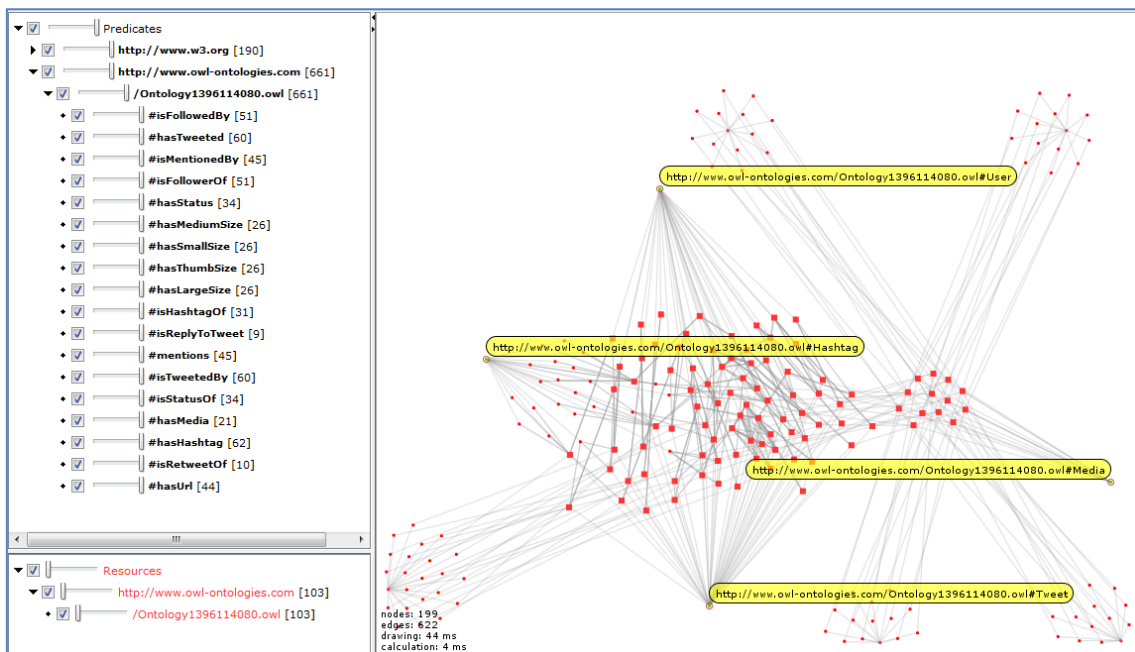 Predicates
http://www.w3.org [190]
http://www.owl-ontologies.com [661]
/Ontology1396114080.owl [661]
#isFollowedBy [51]
#hasTweeted [60]
#isMentionedBy [45]
#isFollowerOf [51]
#hasStatus [34]
#hasMediumSize [26]
#hasSmallSize [26]
#hasThumbSize [26]
#hasLargeSize [26]
#isHashtagOf [31]
#isReplyToTweet [9]
#mentions [45]
#isTweetedBy [60]
#isStatusOf [34]
#hasMedia [21]
#hasHashtag [62]
#isRetweetOf [10]
#hasUrl [44]
Resources
http://www.owl-ontologies.com [103]
/Ontology1396114080.owl [103]
http://www.owl-ontologies.com/Ontology1396114080.owl#User
http://www.owl-ontologies.com/Ontology1396114080.owl#Hashtag
http://www.owl-ontologies.com/Ontology1396114080.owl#Media
http://www.owl-ontologies.com/Ontology1396114080.owl#Tweet
nodes: 199
edges: 622
drawing: 44 ms
calculation: 4 ms